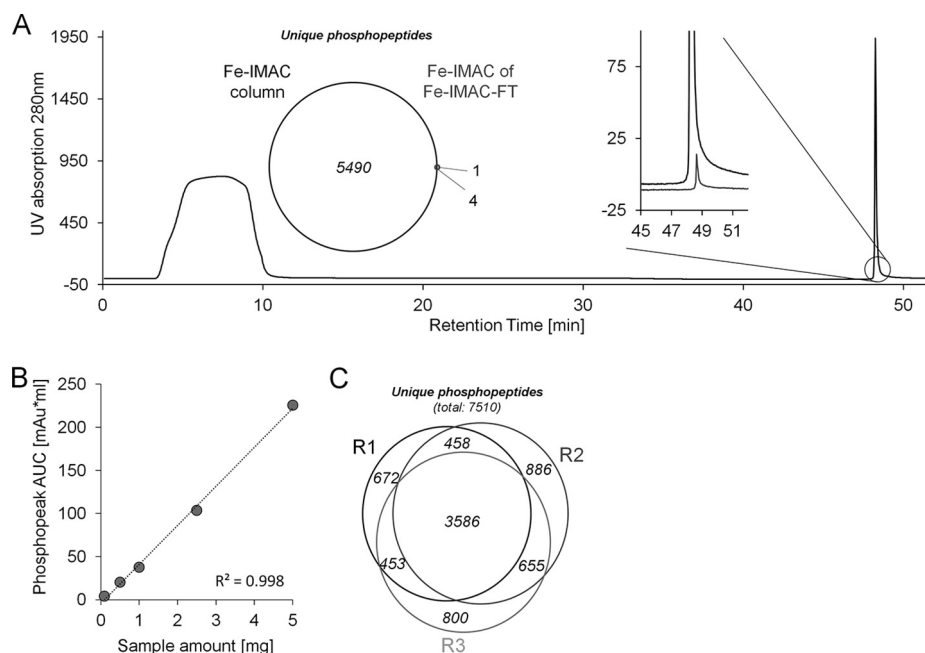 A
Unique phosphopeptides
Fe-IMAC
column
Fe-IMAC of
Fe-IMAC-FT
5490
1
4
UV absorption 280nm
1950
1450
950
450
-50
0
10
20
30
40
50
Retention Time [min]
75
25
-25
45
47
49
51
B
Phosphopeak AUC [mAu*ml]
250
200
150
100
50
0
R² = 0.998
0
1
2
3
4
5
Sample amount [mg]
C
Unique phosphopeptides
(total: 7510)
R1
458
R2
672
886
3586
453
655
800
R3